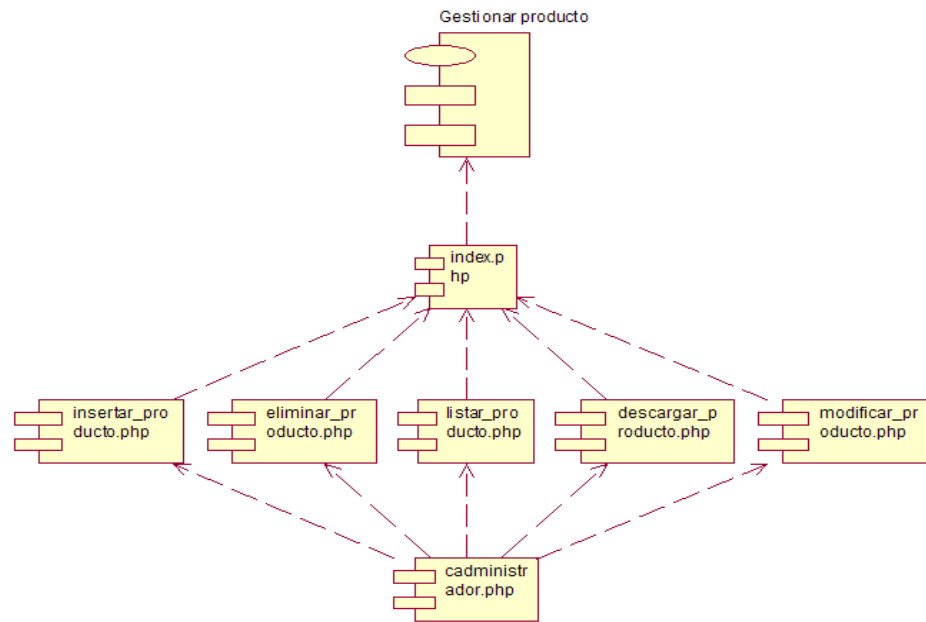 Gestionar producto
index.p
hp
insertar_pro
ducto.php
eliminar_pr
oducto.php
listar_pro
ducto.php
descargar_p
roducto.php
modificar_pr
oducto.php
cadministr
ador.php